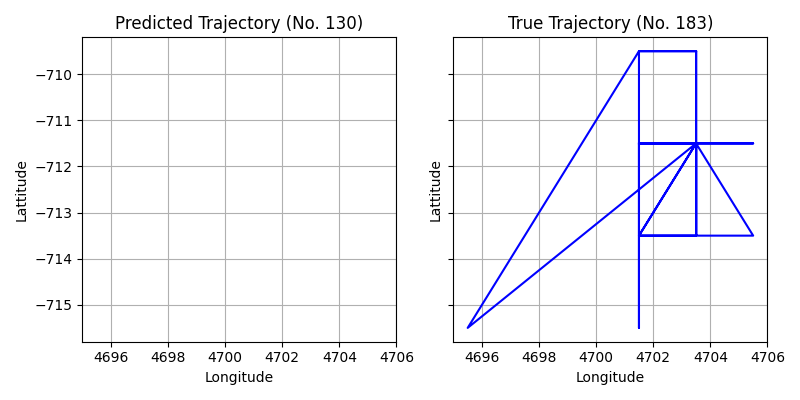 Predicted Trajectory (No. 130)
−710
−711
−712
−713
−714
−715
Lattitude
4696 4698 4700 4702 4704 4706
Longitude
True Trajectory (No. 183)
Lattitude
4696 4698 4700 4702 4704 4706
Longitude